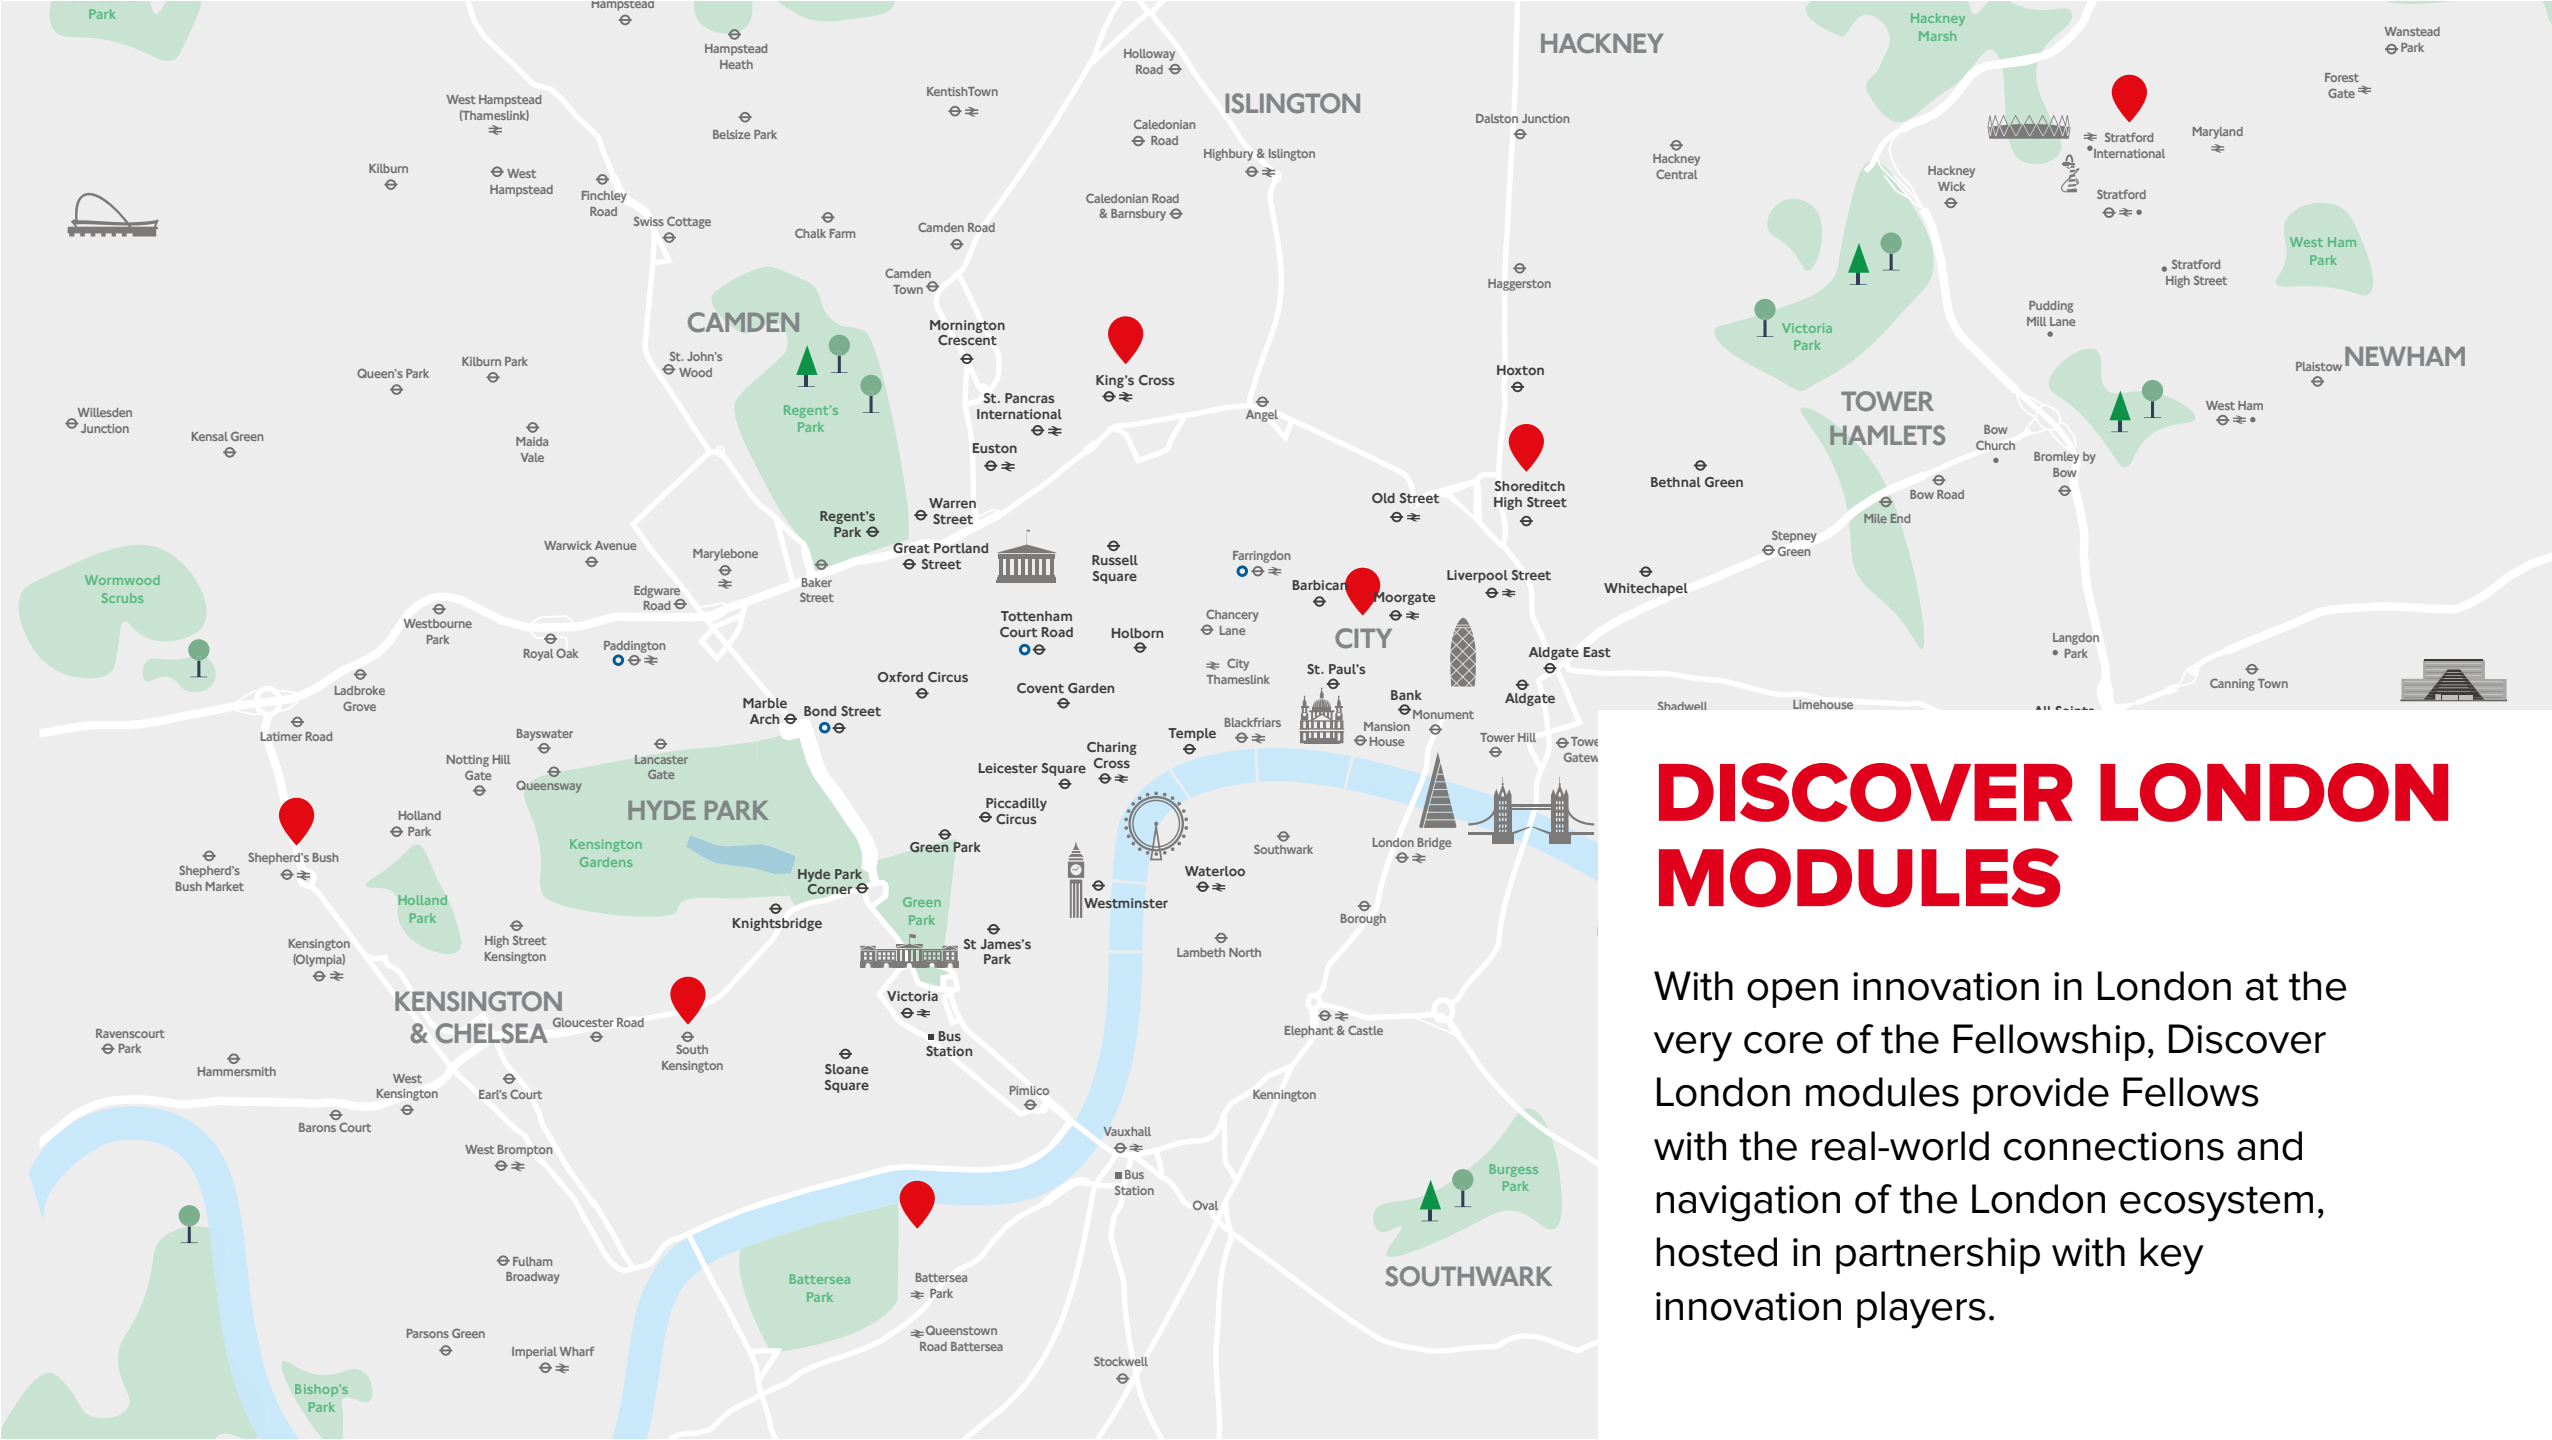 Park
Hampstead
Hampstead
Heath
Holloway
Road
HACKNEY
Hackney
Marsh
Wanstead
Park
Forest
Gate
West Hampstead
(Thameslink)
KentishTown
ISLINGTON
Belsize Park
Caledonian
Road
Dalston Junction
Stratford
International
Maryland
Highbury & Islington
Hackney
Central
Kilburn
West
Hampstead
Finchley
Road
Hackney
Wick
Stratford
Swiss Cottage
Chalk Farm
Camden Road
Caledonian Road
& Barnsbury
West Ham
Park
Camden
Town
Haggerston
Stratford
High Street
CAMDEN
Mornington
Crescent
Pudding
Mill Lane
Victoria
Park
NEWHAM
St. John's
Wood
Kilburn Park
Queen's Park
King's Cross
Hoxton
Plaistow
St. Pancras
International
Regent's
Park
Angel
TOWER
HAMLETS
West Ham
Willesden
Junction
Kensal Green
Maida
Vale
Euston
Bow
Church
Bromley by
Bow
Shoreditch
High Street
Bethnal Green
Old Street
Bow Road
Warren
Street
Regent's
Park
Mile End
Stepney
Green
Warwick Avenue
Marylebone
Great Portland
Street
Russell
Square
Farringdon
Barbican
Moorgate
Liverpool Street
Whitechapel
Wormwood
Scrubs
Edgware
Road
Baker
Street
Westbourne
Park
Royal Oak
Paddington
Tottenham
Court Road
Holborn
Chancery
Lane
CITY
Langdon
Park
City
Thameslink
St. Paul's
Aldgate East
Canning Town
Ladbroke
Grove
Oxford Circus
Covent Garden
Bank
Aldgate
Marble
Arch
Bond Street
Shadwell
Limehouse
All Saints
Latimer Road
Bayswater
Temple
Blackfriars
Mansion
House
Monument
Tower Hill
Towe
Gatew
Notting Hill
Gate
Queensway
Lancaster
Gate
Leicester Square
Charing
Cross
HYDE PARK
Piccadilly
Circus
Holland
Park
Kensington
Gardens
Green Park
Southwark
London Bridge
Shepherd's
Bush Market
Shepherd's Bush
Hyde Park
Corner
Waterloo
Holland
Park
Knightsbridge
Green
Park
Westminster
Borough
Kensington
(Olympia)
High Street
Kensington
St James's
Park
Lambeth North
KENSINGTON
& CHELSEA
Victoria
Gloucester Road
South
Kensington
Bus
Station
Elephant & Castle
Ravenscourt
Park
Hammersmith
Sloane
Square
West
Kensington
Earl's Court
Pimlico
Kennington
Barons Court
West Brompton
Vauxhall
Bus
Station
Oval
Burgess
Park
Fulham
Broadway
Battersea
Park
Battersea
Park
SOUTHWARK
Parsons Green
Imperial Wharf
Queenstown
Road Battersea
Stockwell
Bishop's
Park
DISCOVER LONDON
MODULES
With open innovation in London at the
very core of the Fellowship, Discover
London modules provide Fellows
with the real-world connections and
navigation of the London ecosystem,
hosted in partnership with key
innovation players.